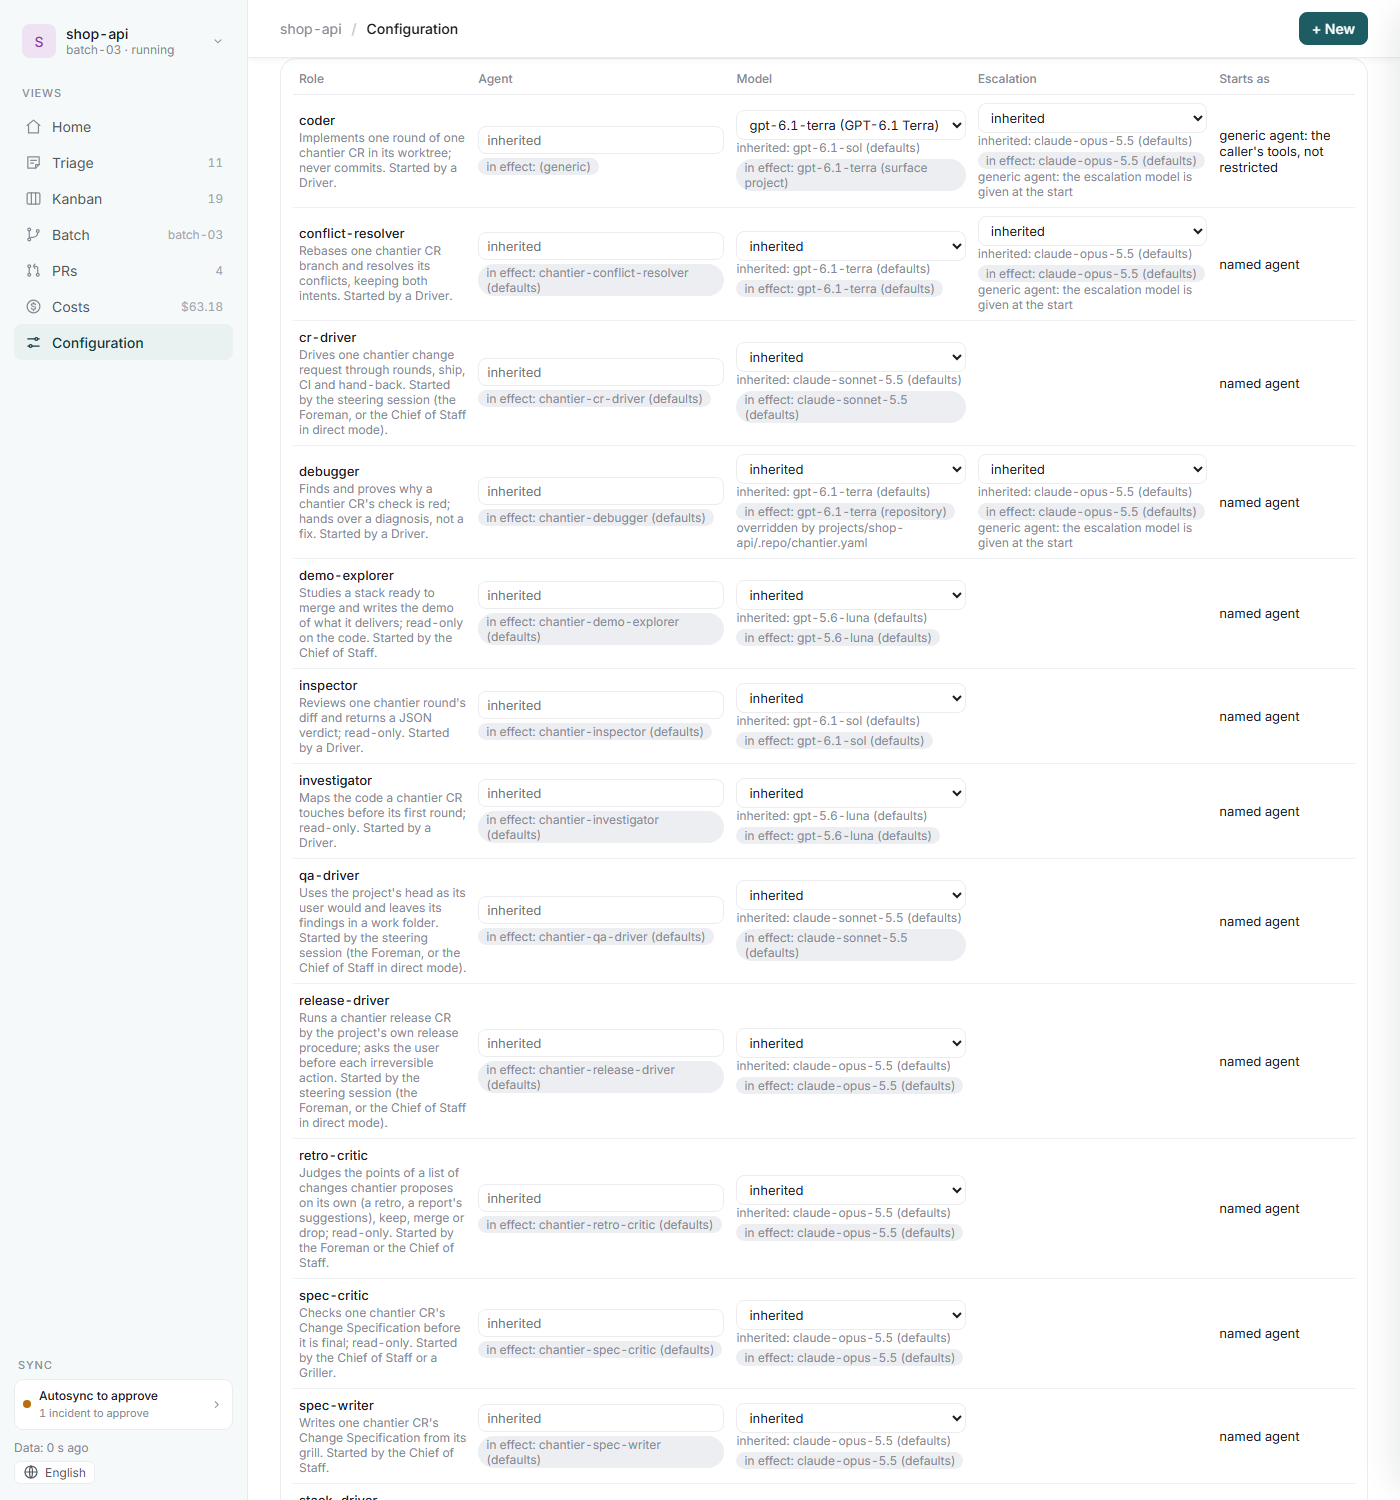 S
shop-api
batch-03 · running
VIEWS
Home
Triage 11
Kanban 19
Batch batch-03
PRs 4
Costs $63.18
Configuration
SYNC
Autosync to approve
1 incident to approve
Data: 0 s ago
English
shop-api / Configuration
+ New
Role Agent Model Escalation Starts as
coder
Implements one round of one
chantier CR in its worktree;
never commits. Started by a
Driver.
inherited
in effect: (generic)
gpt-6.1-terra (GPT-6.1 Terra)
inherited: gpt-6.1-sol (defaults)
in effect: gpt-6.1-terra (surface
project)
inherited
inherited: claude-opus-5.5 (defaults)
in effect: claude-opus-5.5 (defaults)
generic agent: the escalation model is
given at the start
generic agent: the
caller's tools, not
restricted
conflict-resolver
Rebases one chantier CR
branch and resolves its
conflicts, keeping both
intents. Started by a Driver.
inherited
in effect: chantier-conflict-resolver
(defaults)
inherited
inherited: gpt-6.1-terra (defaults)
in effect: gpt-6.1-terra (defaults)
inherited
inherited: claude-opus-5.5 (defaults)
in effect: claude-opus-5.5 (defaults)
generic agent: the escalation model is
given at the start
named agent
cr-driver
Drives one chantier change
request through rounds, ship,
CI and hand-back. Started
by the steering session (the
Foreman, or the Chief of Staff
in direct mode).
inherited
in effect: chantier-cr-driver (defaults)
inherited
inherited: claude-sonnet-5.5 (defaults)
in effect: claude-sonnet-5.5
(defaults)
named agent
debugger
Finds and proves why a
chantier CR's check is red;
hands over a diagnosis, not a
fix. Started by a Driver.
inherited
in effect: chantier-debugger (defaults)
inherited
inherited: gpt-6.1-terra (defaults)
in effect: gpt-6.1-terra (repository)
overridden by projects/shop-
api/.repo/chantier.yaml
inherited
inherited: claude-opus-5.5 (defaults)
in effect: claude-opus-5.5 (defaults)
generic agent: the escalation model is
given at the start
named agent
demo-explorer
Studies a stack ready to
merge and writes the demo
of what it delivers; read-only
on the code. Started by the
Chief of Staff.
inherited
in effect: chantier-demo-explorer
(defaults)
inherited
inherited: gpt-5.6-luna (defaults)
in effect: gpt-5.6-luna (defaults)
named agent
inspector
Reviews one chantier round's
diff and returns a JSON
verdict; read-only. Started
by a Driver.
inherited
in effect: chantier-inspector (defaults)
inherited
inherited: gpt-6.1-sol (defaults)
in effect: gpt-6.1-sol (defaults)
named agent
investigator
Maps the code a chantier CR
touches before its first round;
read-only. Started by a
Driver.
inherited
in effect: chantier-investigator
(defaults)
inherited
inherited: gpt-5.6-luna (defaults)
in effect: gpt-5.6-luna (defaults)
named agent
qa-driver
Uses the project's head as its
user would and leaves its
findings in a work folder.
Started by the steering
session (the Foreman, or the
Chief of Staff in direct mode).
inherited
in effect: chantier-qa-driver (defaults)
inherited
inherited: claude-sonnet-5.5 (defaults)
in effect: claude-sonnet-5.5
(defaults)
named agent
release-driver
Runs a chantier release CR
by the project's own release
procedure; asks the user
before each irreversible
action. Started by the
steering session (the
Foreman, or the Chief of Staff
in direct mode).
inherited
in effect: chantier-release-driver
(defaults)
inherited
inherited: claude-opus-5.5 (defaults)
in effect: claude-opus-5.5 (defaults)
named agent
retro-critic
Judges the points of a list of
changes chantier proposes
on its own (a retro, a report's
suggestions), keep, merge or
drop; read-only. Started by
the Foreman or the Chief of
Staff.
inherited
in effect: chantier-retro-critic (defaults)
inherited
inherited: claude-opus-5.5 (defaults)
in effect: claude-opus-5.5 (defaults)
named agent
spec-critic
Checks one chantier CR's
Change Specification before
it is final; read-only. Started
by the Chief of Staff or a
Griller.
inherited
in effect: chantier-spec-critic (defaults)
inherited
inherited: claude-opus-5.5 (defaults)
in effect: claude-opus-5.5 (defaults)
named agent
spec-writer
Writes one chantier CR's
Change Specification from its
grill. Started by the Chief of
Staff.
inherited
in effect: chantier-spec-writer
(defaults)
inherited
inherited: claude-opus-5.5 (defaults)
in effect: claude-opus-5.5 (defaults)
named agent
stack-driver